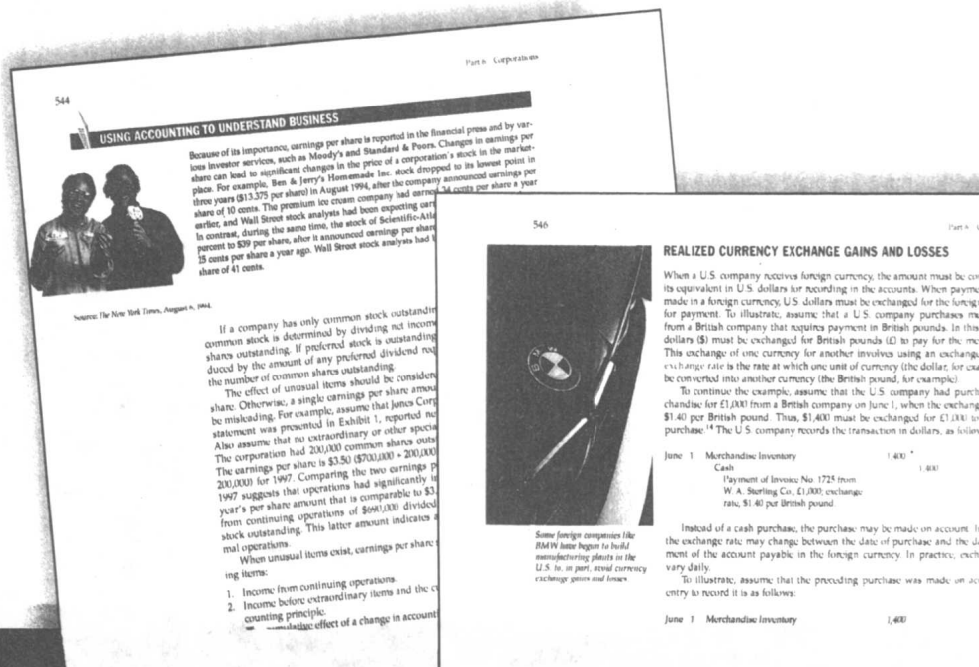 Part 6 Corporations
544
USING ACCOUNTING TO UNDERSTAND BUSINESS
Because of its importance, earnings per share is reported in the financial press and by var-
ious investor services, such as Moody's and Standard & Poors. Changes in earnings per
share can lead to significant changes in the price of a corporation's stock in the market-
place. For example, Ben & Jerry's Homemade Inc. stock dropped to its lowest point in
three years ($13.375 per share) in August 1994, after the company announced earnings per
share of 10 cents. The premium ice cream company had earned 34 cents per share a year
earlier, and Wall Street stock analysts had been expecting
In contrast, during the same time, the stock of
percent to $39 per share, after it announced earnings per share
25 cents per share a year ago. Wall Street stock analysts had
share of 41 cents.
Source: The New York Times, August 6, 1994.
If a company has only common stock
common stock is determined by dividing net
shares outstanding. If preferred stock is outstanding
duced by the amount of any preferred dividend
the number of common shares outstanding.
The effect of unusual items should be
share. Otherwise, a single earnings per share
be misleading. For example, assume that Jones
statement was presented in Exhibit 1, reported
Also assume that no extraordinary or other
The corporation had 200,000 common shares
The earnings per share is $3.50 ($700,000 ÷ 200,000)
200,000) for 1997. Comparing the two earnings
1997 suggests that operations had significantly
year's per share amount that is comparable to $3.
from continuing operations of $690,000 divided
stock outstanding. This latter amount indicates a
mal operations.
When unusual items exist, earnings per share
ing items:
1. Income from continuing operations.
2. Income before extraordinary items and the
counting principle.
cumulative effect of a change in
546
Part 6
REALIZED CURRENCY EXCHANGE GAINS AND LOSSES
When a U.S. company receives foreign currency, the amount must be
its equivalent in U.S. dollars for recording in the accounts. When
made in a foreign currency, U.S. dollars must be exchanged for the
for payment. To illustrate, assume that a U.S. company purchases
from a British company that requires payment in British pounds. In this
dollars ($) must be exchanged for British pounds (£) to pay for the
This exchange of one currency for another involves using an
exchange rate is the rate at which one unit of currency (the dollar, for
be converted into another currency (the British pound, for example).
To continue the example, assume that the U.S. company had
chandise for £1,000 from a British company on June 1, when the
$1.40 per British pound. Thus, $1,400 must be exchanged for £1,000 to
purchase.14 The U.S. company records the transaction in dollars, as
June 1 Merchandise Inventory 1,400
Cash 1,400
Payment of Invoice No. 1725 from
W. A. Sterling Co., £1,000; exchange
rate, $1.40 per British pound.
Instead of a cash purchase, the purchase may be made on account.
the exchange rate may change between the date of purchase and the
ment of the account payable in the foreign currency. In practice,
vary daily.
To illustrate, assume that the preceding purchase was made on
entry to record it is as follows:
June 1 Merchandise Inventory 1,400
BMW
Some foreign companies like
BMW have begun to build
manufacturing plants in the
U.S. to, in part, avoid currency
exchange gains and losses.